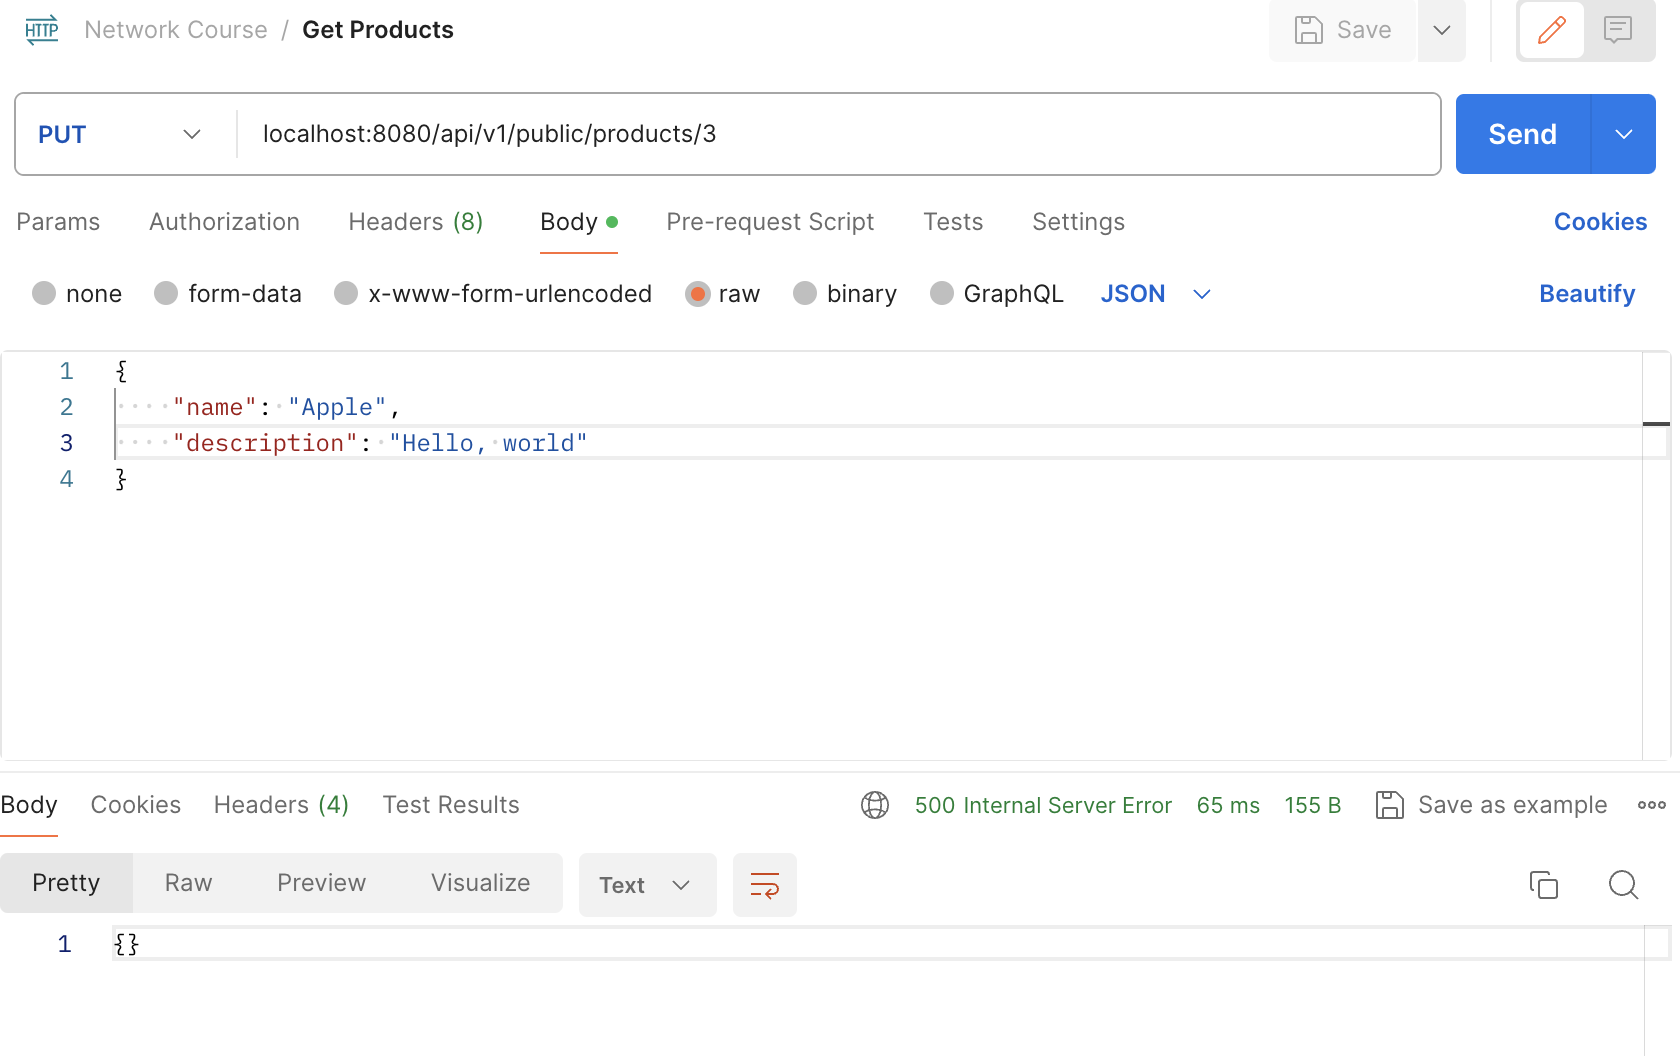 HTTP Network Course / Get Products Save
PUT localhost:8080/api/v1/public/products/3 Send
Params Authorization Headers (8) Body Pre-request Script Tests Settings Cookies
none form-data x-www-form-urlencoded raw binary GraphQL JSON Beautify
1 {
2 "name": "Apple",
3 "description": "Hello, world"
4 }
Body Cookies Headers (4) Test Results 500 Internal Server Error 65 ms 155 B Save as example
Pretty Raw Preview Visualize Text
1 {}